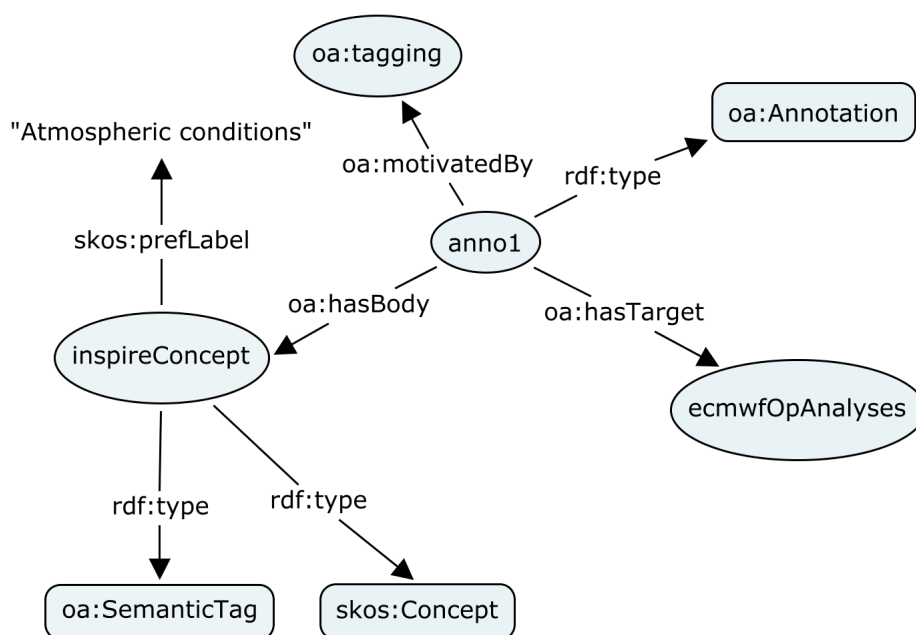 oa:tagging
oa:Annotation
"Atmospheric conditions"
oa:motivatedBy
rdf:type
skos:prefLabel
anno1
oa:hasBody
oa:hasTarget
inspireConcept
ecmwfOpAnalyses
rdf:type
rdf:type
oa:SemanticTag
skos:Concept